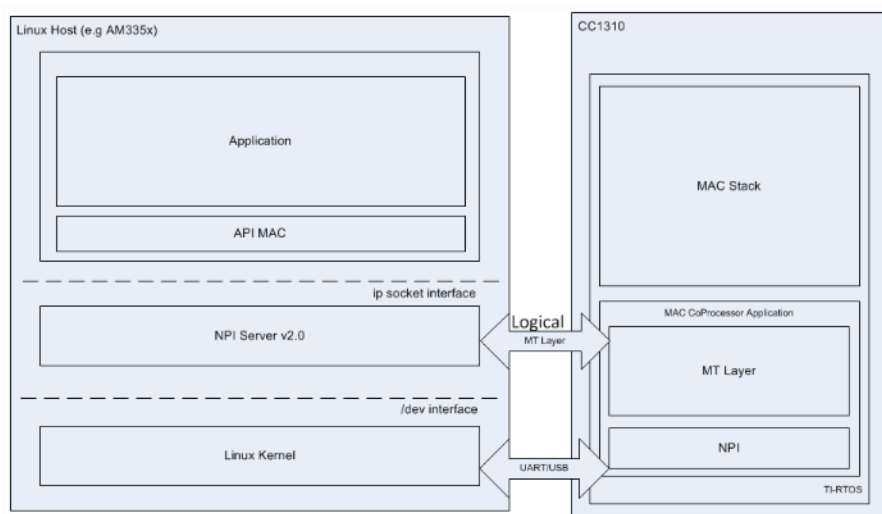 Linux Host (e.g AM335x)
Application
API MAC
ip socket interface
NPI Server v2.0
/dev interface
Linux Kernel
Logical
MT Layer
UART/USB
CC1310
MAC Stack
MAC CoProcessor Application
MT Layer
NPI
TI-RTOS